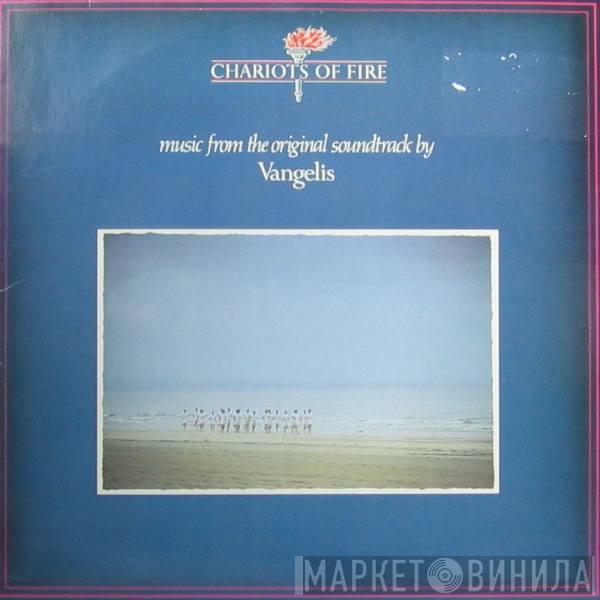 CHARIOTS OF FIRE
music from the original soundtrack by
Vangelis
МАРКЕТ ВИНИЛА